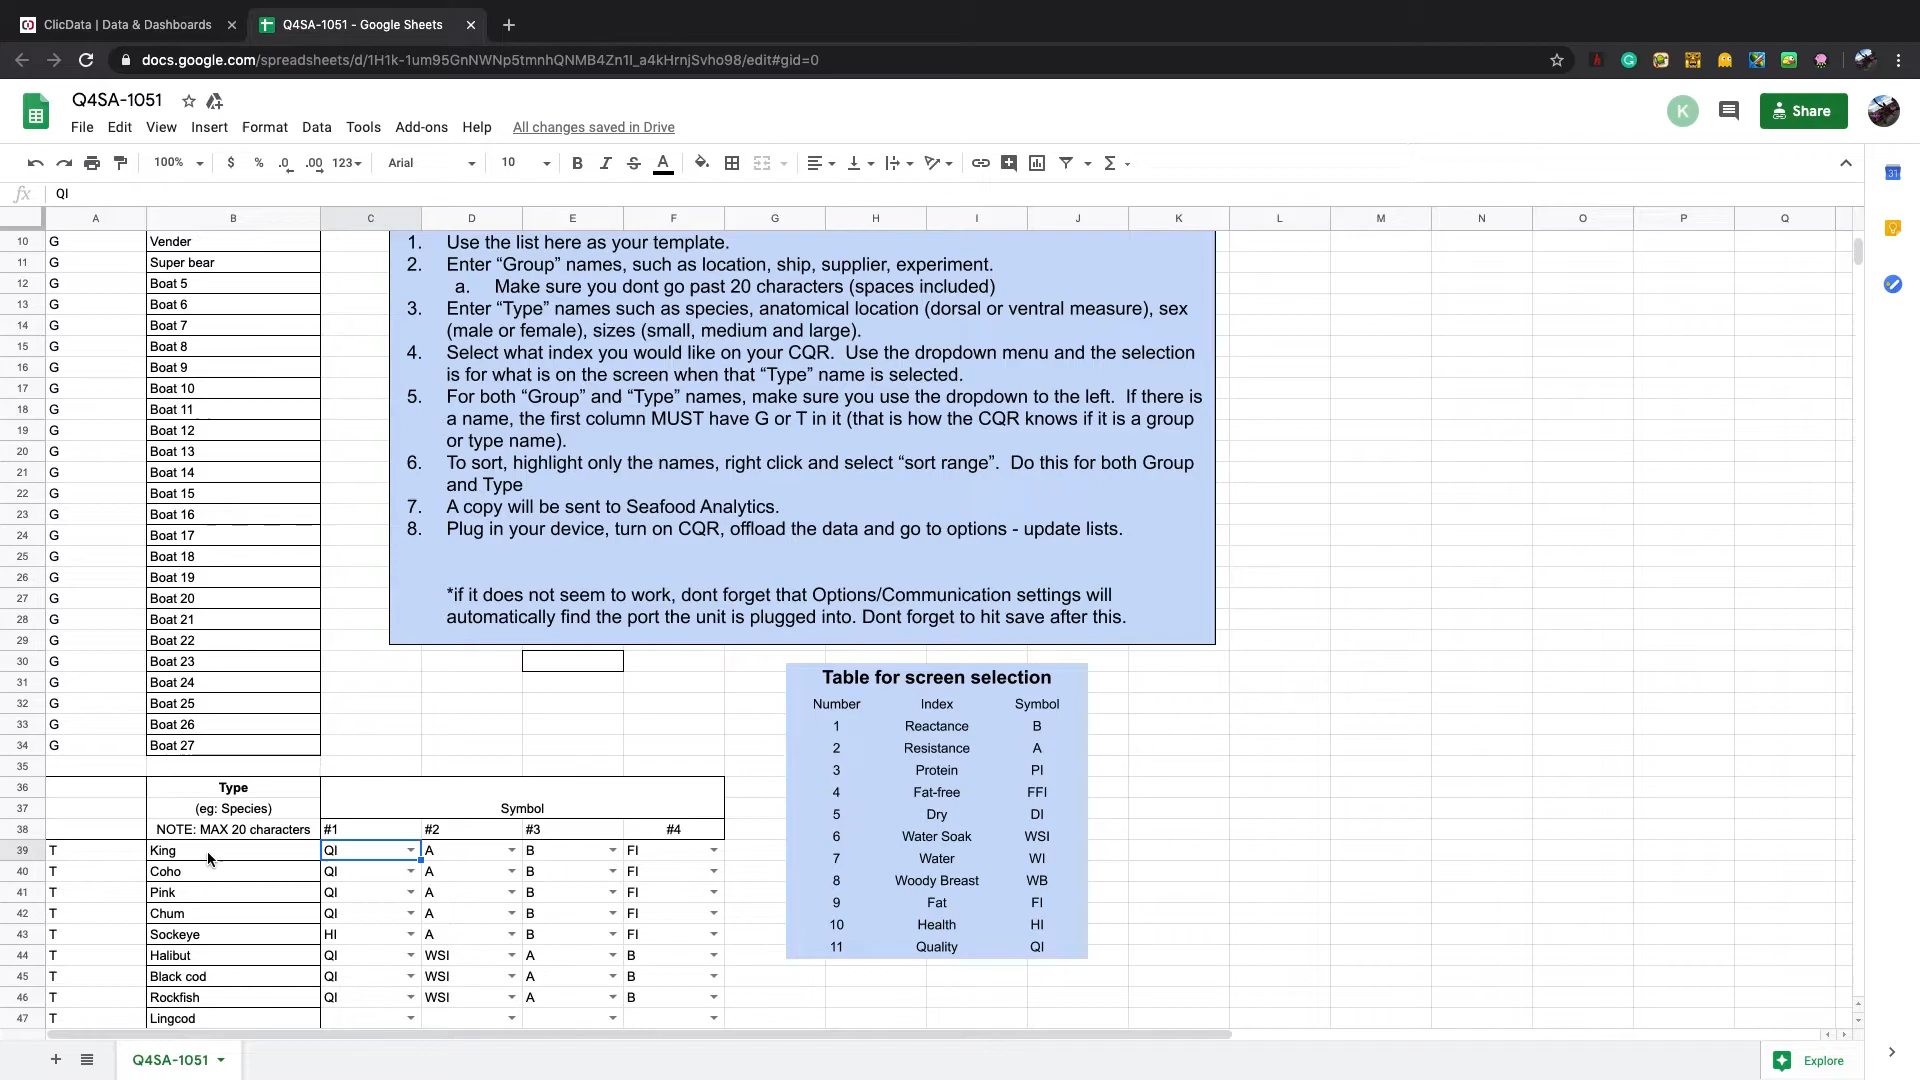 ClicData | Data & Dashboards
Q4SA-1051 - Google Sheets
docs.google.com/spreadsheets/d/1H1k-1um95GnNWNp5tmnhQNMB4Zn1I_a4kHrnjSvho98/edit#gid=0
Q4SA-1051
K
Share
File Edit View Insert Format Data Tools Add-ons Help All changes saved in Drive
100% $ % .0 .00 123 Arial 10 B I S A Σ
31
fx QI
A B C D E F G H I J K L M N O P Q
10 G Vender
11 G Super bear
12 G Boat 5
13 G Boat 6
14 G Boat 7
15 G Boat 8
16 G Boat 9
17 G Boat 10
18 G Boat 11
19 G Boat 12
20 G Boat 13
21 G Boat 14
22 G Boat 15
23 G Boat 16
24 G Boat 17
25 G Boat 18
26 G Boat 19
27 G Boat 20
28 G Boat 21
29 G Boat 22
30 G Boat 23
31 G Boat 24
32 G Boat 25
33 G Boat 26
34 G Boat 27
35
1. Use the list here as your template.
2. Enter “Group” names, such as location, ship, supplier, experiment.
a. Make sure you dont go past 20 characters (spaces included)
3. Enter “Type” names such as species, anatomical location (dorsal or ventral measure), sex
(male or female), sizes (small, medium and large).
4. Select what index you would like on your CQR. Use the dropdown menu and the selection
is for what is on the screen when that “Type” name is selected.
5. For both “Group” and “Type” names, make sure you use the dropdown to the left. If there is
a name, the first column MUST have G or T in it (that is how the CQR knows if it is a group
or type name).
6. To sort, highlight only the names, right click and select “sort range”. Do this for both Group
and Type
7. A copy will be sent to Seafood Analytics.
8. Plug in your device, turn on CQR, offload the data and go to options - update lists.
*if it does not seem to work, dont forget that Options/Communication settings will
automatically find the port the unit is plugged into. Dont forget to hit save after this.
36 Type
37 (eg: Species) Symbol
38 NOTE: MAX 20 characters #1 #2 #3 #4
39 T King QI A B FI
40 T Coho QI A B FI
41 T Pink QI A B FI
42 T Chum QI A B FI
43 T Sockeye HI A B FI
44 T Halibut QI WSI A B
45 T Black cod QI WSI A B
46 T Rockfish QI WSI A B
47 T Lingcod
Table for screen selection
Number Index Symbol
1 Reactance B
2 Resistance A
3 Protein PI
4 Fat-free FFI
5 Dry DI
6 Water Soak WSI
7 Water WI
8 Woody Breast WB
9 Fat FI
10 Health HI
11 Quality QI
Q4SA-1051
Explore